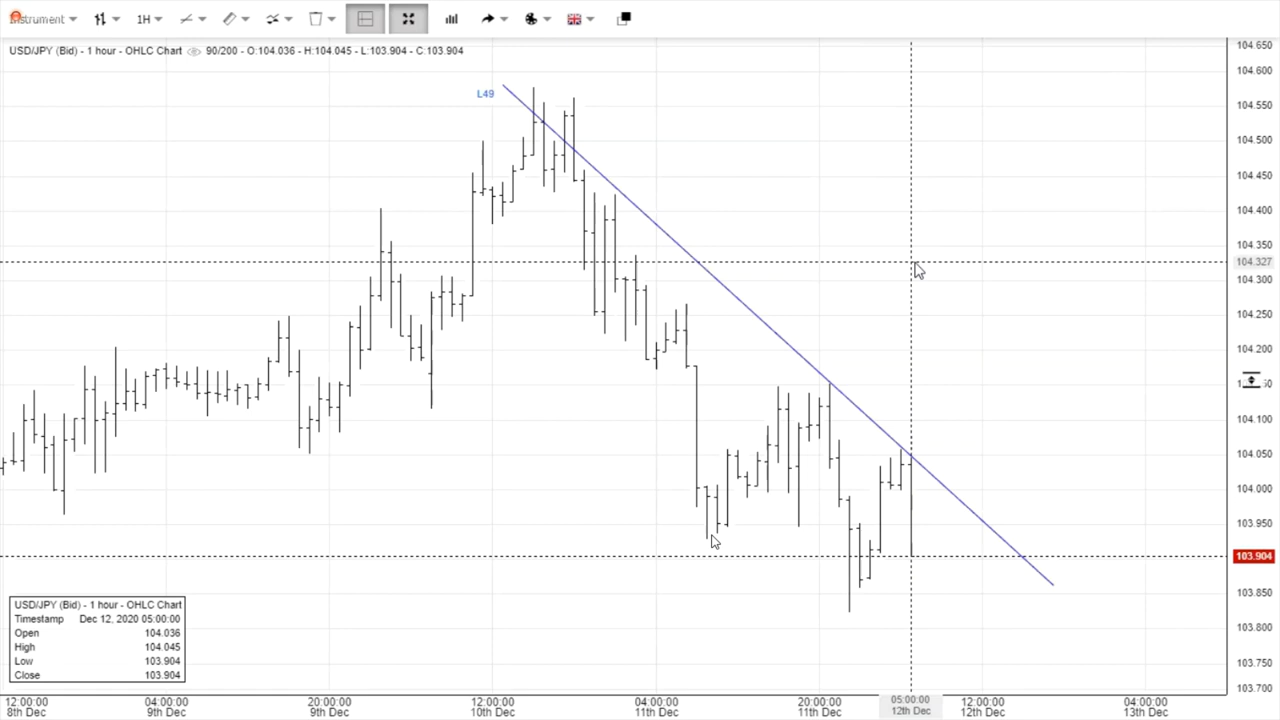 Instrument 1H
USD/JPY (Bid) - 1 hour - OHLC Chart 90/200 - O:104.036 - H:104.045 - L:103.904 - C:103.904
L49
104.650
104.600
104.550
104.500
104.450
104.400
104.350
104.327
104.300
104.250
104.200
104.100
104.050
104.000
103.950
103.904
103.850
103.800
103.750
103.700
USD/JPY (Bid) - 1 hour - OHLC Chart
Timestamp Dec 12, 2020 05:00:00
Open 104.036
High 104.045
Low 103.904
Close 103.904
12:00:00 04:00:00 20:00:00 12:00:00 04:00:00 20:00:00 05:00:00 12:00:00 04:00:00
8th Dec 9th Dec 9th Dec 10th Dec 11th Dec 11th Dec 12th Dec 12th Dec 13th Dec